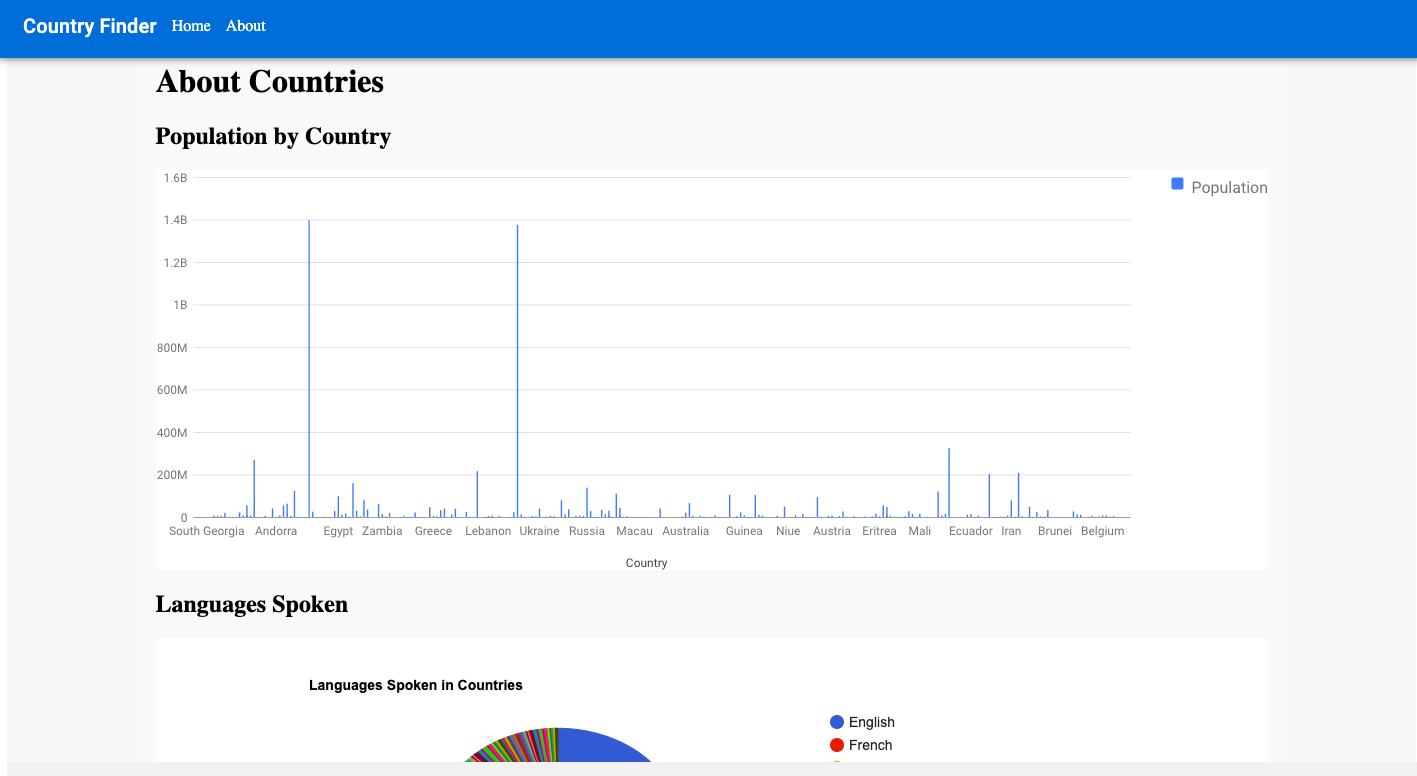 Country Finder Home About
About Countries
Population by Country
1.6B
1.4B
1.2B
1B
800M
600M
400M
200M
0
Population
South Georgia Andorra Egypt Zambia Greece Lebanon Ukraine Russia Macau Australia Guinea Niue Austria Eritrea Mali Ecuador Iran Brunei Belgium
Country
Languages Spoken
Languages Spoken in Countries
English
French